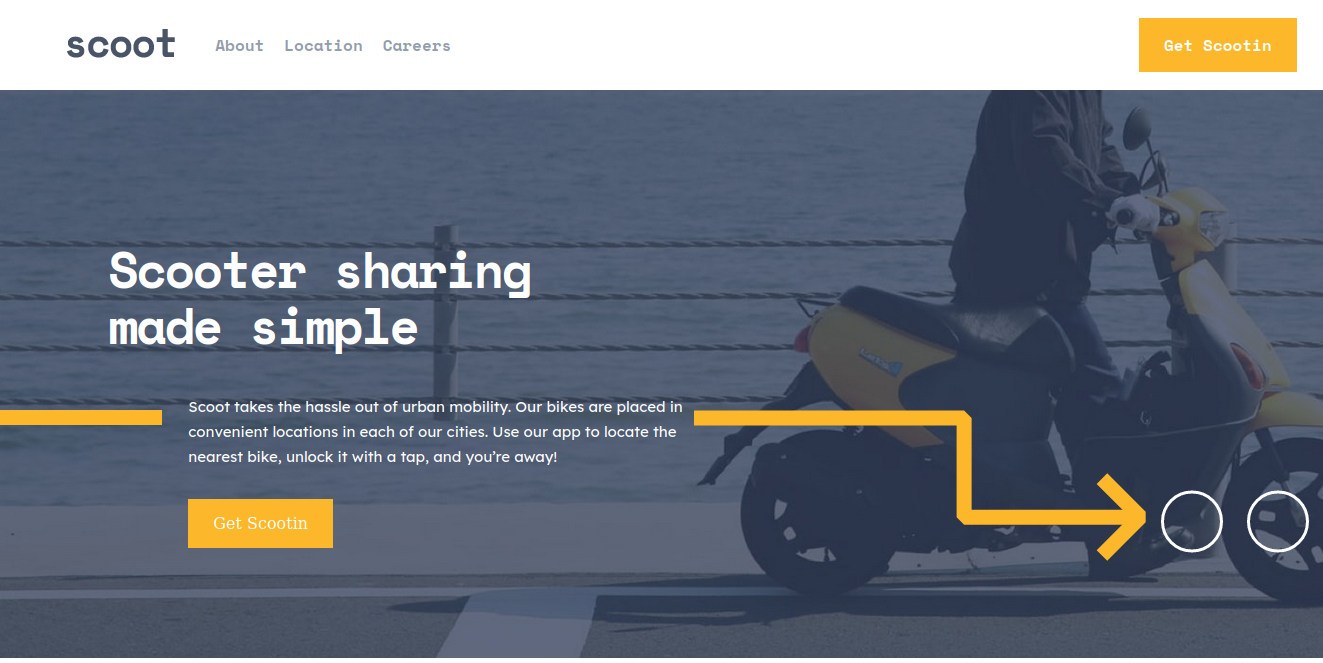 scoot
About Location Careers
Get Scootin
Scooter sharing
made simple
Scoot takes the hassle out of urban mobility. Our bikes are placed in
convenient locations in each of our cities. Use our app to locate the
nearest bike, unlock it with a tap, and you’re away!
Get Scootin